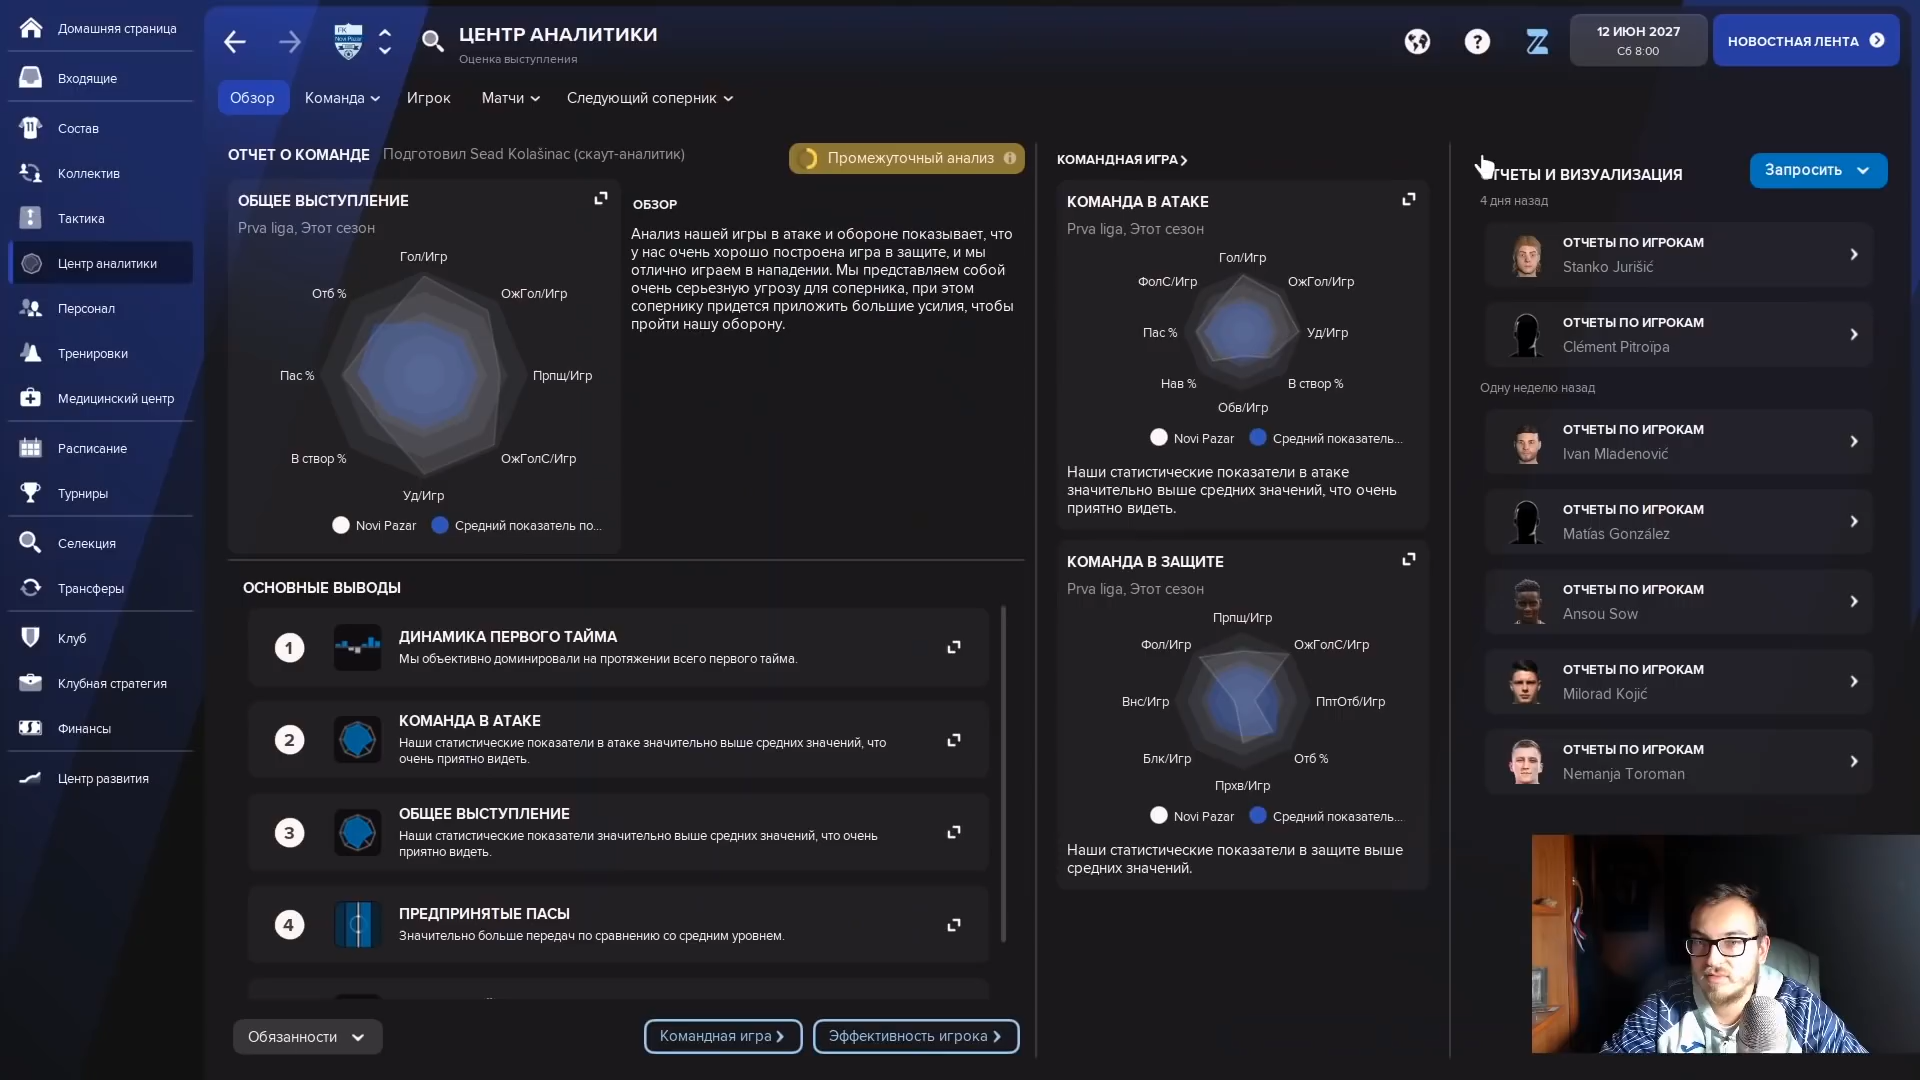 Домашняя страница
Входящие
Состав
Коллектив
Тактика
Центр аналитики
Персонал
Тренировки
Медицинский центр
Расписание
Турниры
Селекция
Трансферы
Клуб
Клубная стратегия
Финансы
Центр развития
FK
Novi Pazar
ЦЕНТР АНАЛИТИКИ
Оценка выступления
12 ИЮН 2027
Сб 8:00
НОВОСТНАЯ ЛЕНТА
Обзор
Команда
Игрок
Матчи
Следующий соперник
ОТЧЕТ О КОМАНДЕ
Подготовил Sead Kolašinac (скаут-аналитик)
Промежуточный анализ
ОБЩЕЕ ВЫСТУПЛЕНИЕ
Prva liga, Этот сезон
Гол/Игр
ОжГол/Игр
Прпщ/Игр
ОжГолС/Игр
Уд/Игр
В створ %
Пас %
Отб %
Novi Pazar
Средний показатель по...
ОБЗОР
Анализ нашей игры в атаке и обороне показывает, что
у нас очень хорошо построена игра в защите, и мы
отлично играем в нападении. Мы представляем собой
очень серьезную угрозу для соперника, при этом
сопернику придется приложить большие усилия, чтобы
пройти нашу оборону.
ОСНОВНЫЕ ВЫВОДЫ
1
ДИНАМИКА ПЕРВОГО ТАЙМА
Мы объективно доминировали на протяжении всего первого тайма.
2
КОМАНДА В АТАКЕ
Наши статистические показатели в атаке значительно выше средних значений, что
очень приятно видеть.
3
ОБЩЕЕ ВЫСТУПЛЕНИЕ
Наши статистические показатели значительно выше средних значений, что очень
приятно видеть.
4
ПРЕДПРИНЯТЫЕ ПАСЫ
Значительно больше передач по сравнению со средним уровнем.
Обязанности
Командная игра
Эффективность игрока
КОМАНДНАЯ ИГРА
КОМАНДА В АТАКЕ
Prva liga, Этот сезон
Гол/Игр
ОжГол/Игр
Уд/Игр
В створ %
Обв/Игр
Нав %
Пас %
ФолС/Игр
Novi Pazar
Средний показатель...
Наши статистические показатели в атаке
значительно выше средних значений, что очень
приятно видеть.
КОМАНДА В ЗАЩИТЕ
Prva liga, Этот сезон
Прпщ/Игр
ОжГолС/Игр
ПптОтб/Игр
Отб %
Прхв/Игр
Блк/Игр
Внс/Игр
Фол/Игр
Novi Pazar
Средний показатель...
Наши статистические показатели в защите выше
средних значений.
ТЧЕТЫ И ВИЗУАЛИЗАЦИЯ
Запросить
4 дня назад
ОТЧЕТЫ ПО ИГРОКАМ
Stanko Jurišić
ОТЧЕТЫ ПО ИГРОКАМ
Clément Pitroïpa
Одну неделю назад
ОТЧЕТЫ ПО ИГРОКАМ
Ivan Mladenović
ОТЧЕТЫ ПО ИГРОКАМ
Matías González
ОТЧЕТЫ ПО ИГРОКАМ
Ansou Sow
ОТЧЕТЫ ПО ИГРОКАМ
Milorad Kojić
ОТЧЕТЫ ПО ИГРОКАМ
Nemanja Toroman